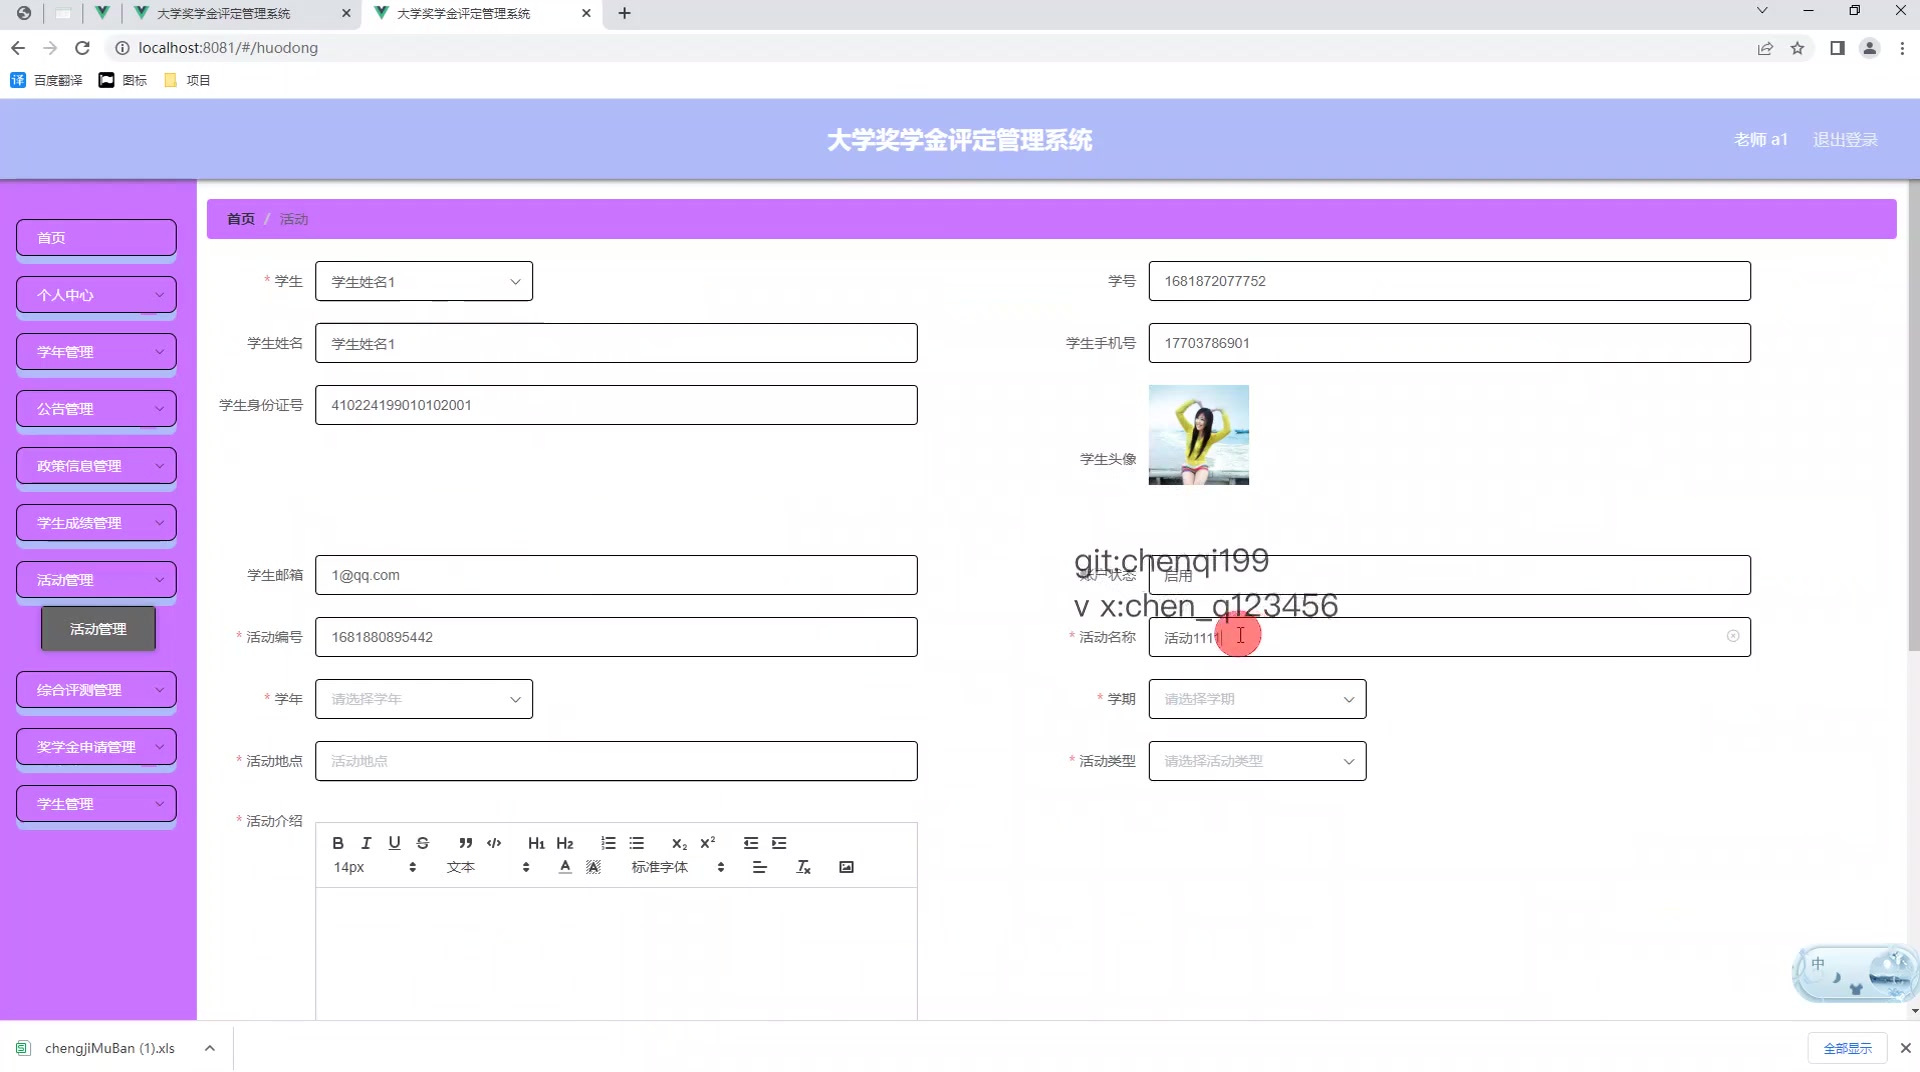 大学奖学金评定管理系统
大学奖学金评定管理系统
localhost:8081/#/huodong
百度翻译
图标
项目
大学奖学金评定管理系统
老师 a1
退出登录
首页
个人中心
学年管理
公告管理
政策信息管理
学生成绩管理
活动管理
活动管理
综合评测管理
奖学金申请管理
学生管理
首页 / 活动
* 学生 学生姓名1
学号 1681872077752
学生姓名 学生姓名1
学生手机号 17703786901
学生身份证号 410224199010102001
学生头像
学生邮箱 1@qq.com
账户状态 启用
git:chenqi199
v x:chen_q123456
* 活动编号 1681880895442
* 活动名称 活动1111
* 学年 请选择学年
* 学期 请选择学期
* 活动地点 活动地点
* 活动类型 请选择活动类型
* 活动介绍
B I U S H1 H2 X2 X2
14px 文本 A A 标准字体 Tx
中
chengjiMuBan (1).xls
全部显示